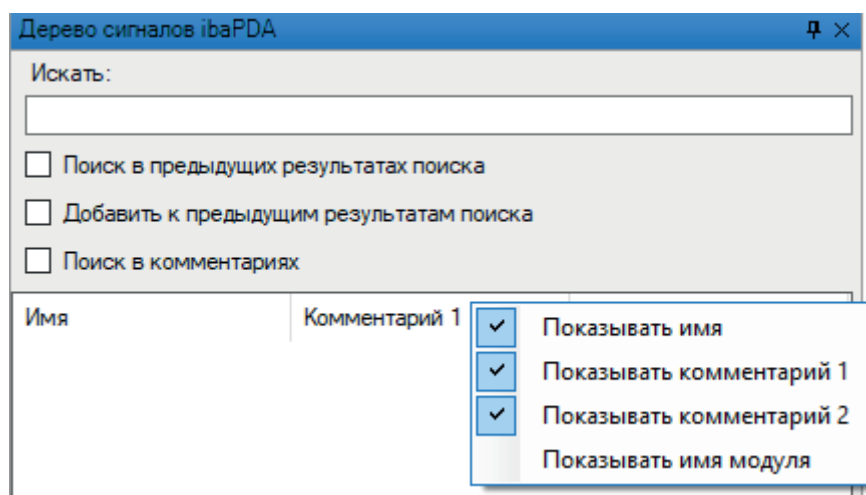 Дерево сигналов ibaPDA
Искать:
Поиск в предыдущих результатах поиска
Добавить к предыдущим результатам поиска
Поиск в комментариях
Имя
Комментарий 1
Показывать имя
Показывать комментарий 1
Показывать комментарий 2
Показывать имя модуля